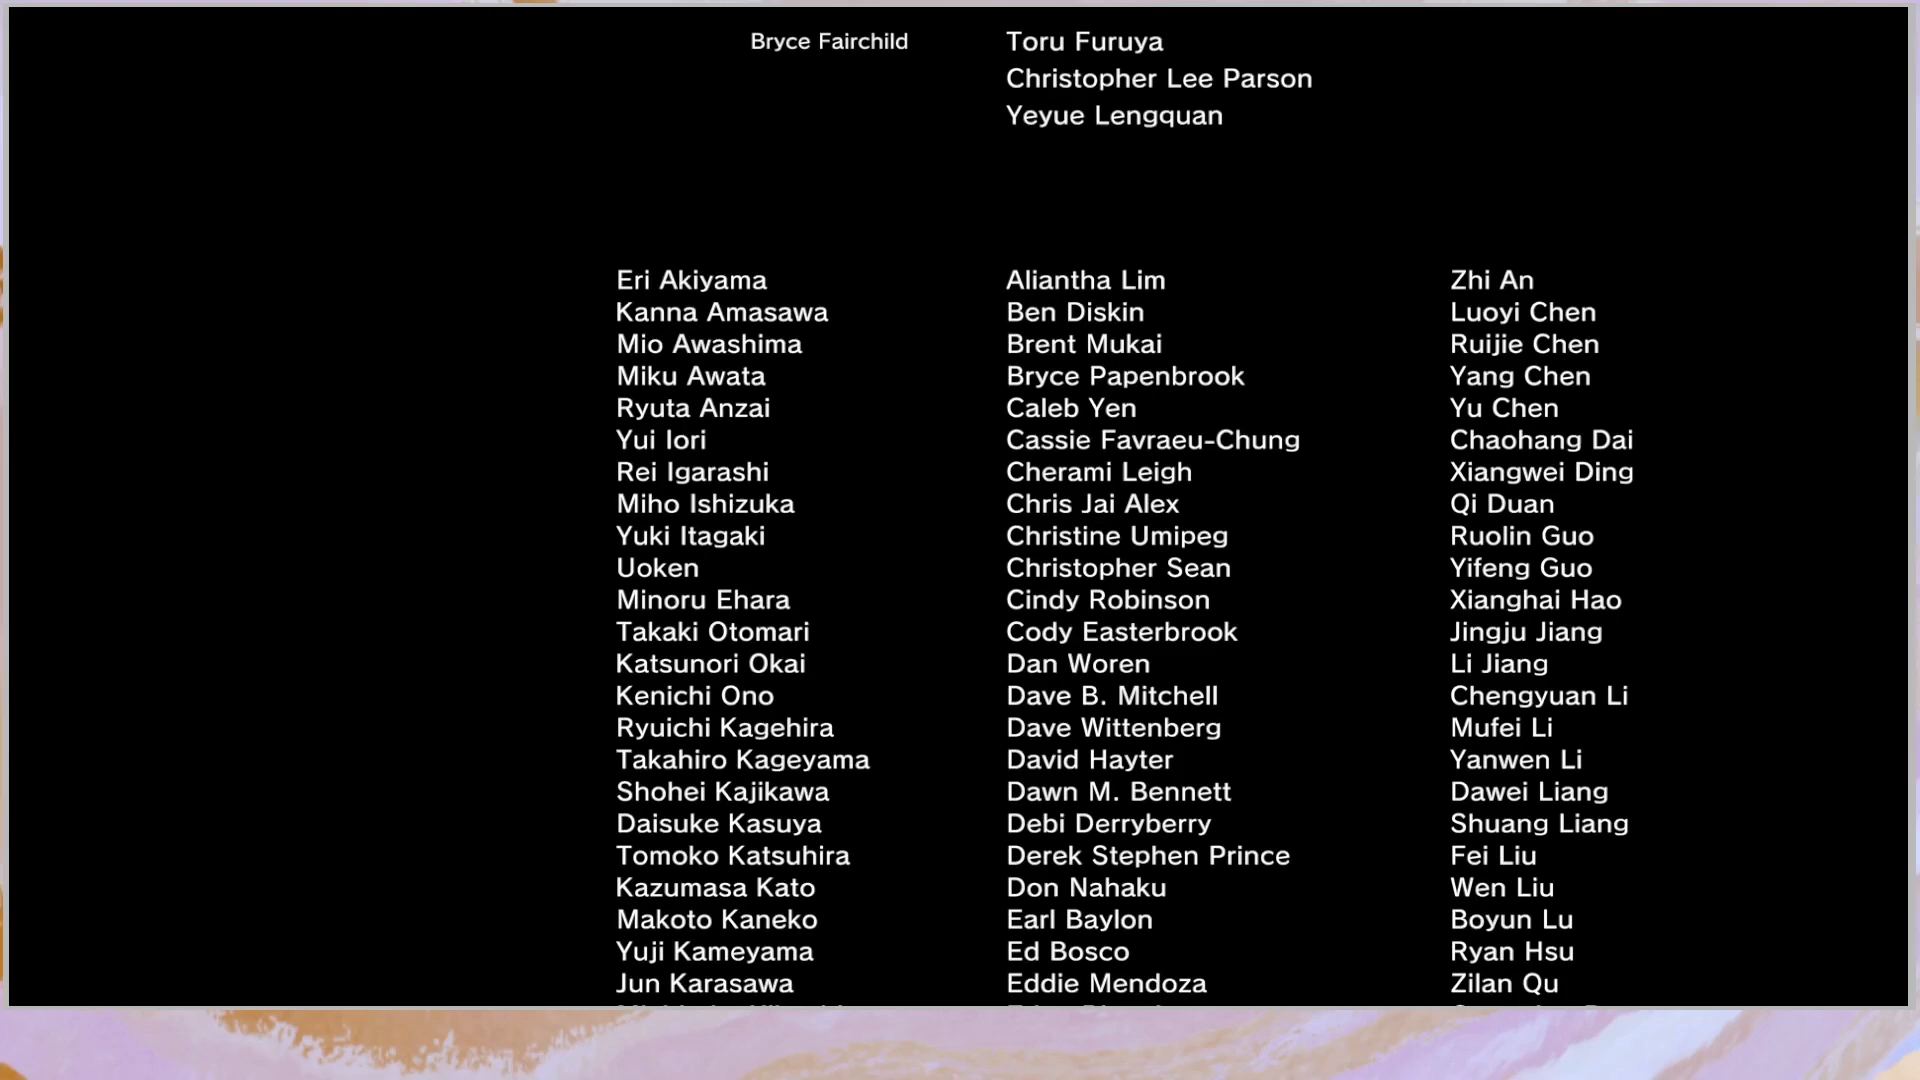 Bryce Fairchild Toru Furuya
Christopher Lee Parson
Yeyue Lengquan
Eri Akiyama Aliantha Lim Zhi An
Kanna Amasawa Ben Diskin Luoyi Chen
Mio Awashima Brent Mukai Ruijie Chen
Miku Awata Bryce Papenbrook Yang Chen
Ryuta Anzai Caleb Yen Yu Chen
Yui Iori Cassie Favraeu-Chung Chaohang Dai
Rei Igarashi Cherami Leigh Xiangwei Ding
Miho Ishizuka Chris Jai Alex Qi Duan
Yuki Itagaki Christine Umipeg Ruolin Guo
Uoken Christopher Sean Yifeng Guo
Minoru Ehara Cindy Robinson Xianghai Hao
Takaki Otomari Cody Easterbrook Jingju Jiang
Katsunori Okai Dan Woren Li Jiang
Kenichi Ono Dave B. Mitchell Chengyuan Li
Ryuichi Kagehira Dave Wittenberg Mufei Li
Takahiro Kageyama David Hayter Yanwen Li
Shohei Kajikawa Dawn M. Bennett Dawei Liang
Daisuke Kasuya Debi Derryberry Shuang Liang
Tomoko Katsuhira Derek Stephen Prince Fei Liu
Kazumasa Kato Don Nahaku Wen Liu
Makoto Kaneko Earl Baylon Boyun Lu
Yuji Kameyama Ed Bosco Ryan Hsu
Jun Karasawa Eddie Mendoza Zilan Qu